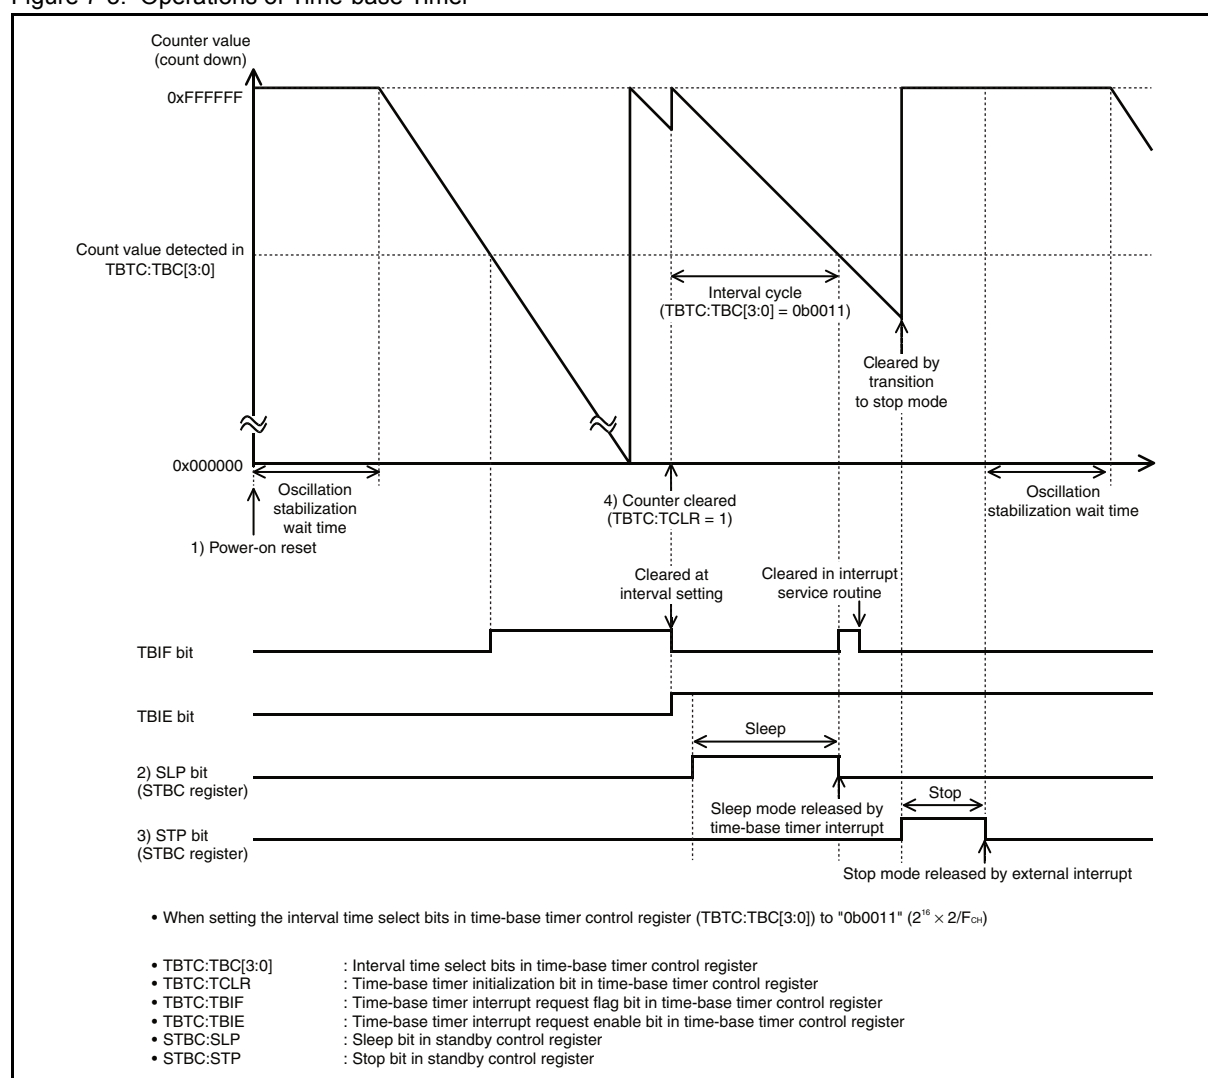 Figure 7-3. Operations of Time-base Timer
Counter value
(count down)
0xFFFFFF
Count value detected in
TBTC:TBC[3:0]
Interval cycle
(TBTC:TBC[3:0] = 0b0011)
Cleared by
transition
to stop mode
0x000000
Oscillation
stabilization
wait time
4) Counter cleared
(TBTC:TCLR = 1)
Oscillation
stabilization wait time
1) Power-on reset
Cleared at
interval setting
Cleared in interrupt
service routine
TBIF bit
TBIE bit
Sleep
2) SLP bit
(STBC register)
Sleep mode released by
time-base timer interrupt
Stop
3) STP bit
(STBC register)
Stop mode released by external interrupt
• When setting the interval time select bits in time-base timer control register (TBTC:TBC[3:0]) to "0b0011" (2¹⁶ × 2/FCH)
• TBTC:TBC[3:0] : Interval time select bits in time-base timer control register
• TBTC:TCLR : Time-base timer initialization bit in time-base timer control register
• TBTC:TBIF : Time-base timer interrupt request flag bit in time-base timer control register
• TBTC:TBIE : Time-base timer interrupt request enable bit in time-base timer control register
• STBC:SLP : Sleep bit in standby control register
• STBC:STP : Stop bit in standby control register